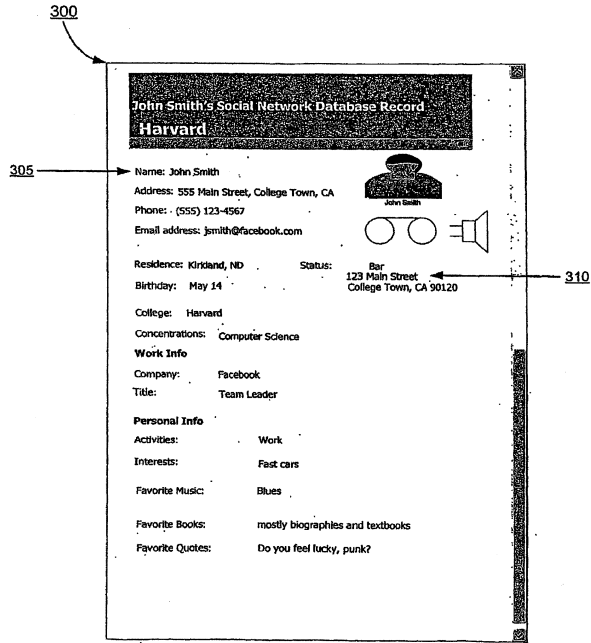 300
John Smith's Social Network Database Record
Harvard
305
Name: John Smith
Address: 555 Main Street, College Town, CA
John Smith
Phone: (555) 123-4567
Email address: jsmith@facebook.com
Residence: Kirkland, ND Status: Bar
123 Main Street
310
Birthday: May 14 College Town, CA 90120
College: Harvard
Concentrations: Computer Science
Work Info
Company: Facebook
Title: Team Leader
Personal Info
Activities: Work
Interests: Fast cars
Favorite Music: Blues
Favorite Books: mostly biographies and textbooks
Favorite Quotes: Do you feel lucky, punk?